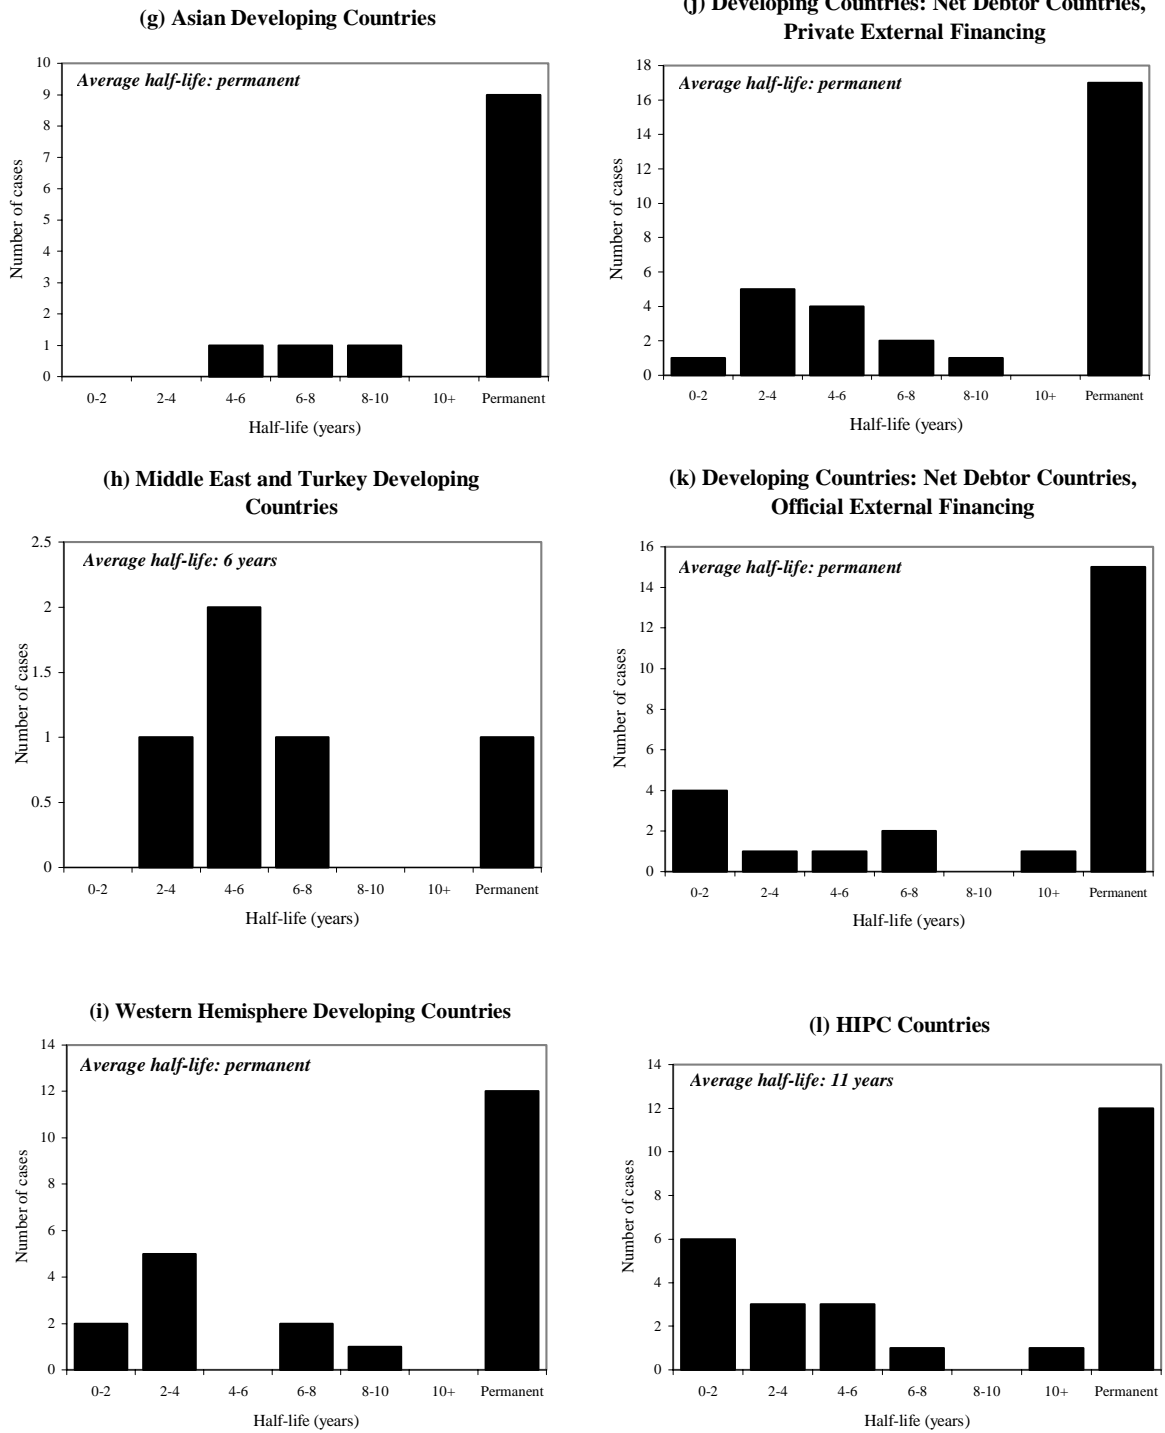 (g) Asian Developing Countries
Average half-life: permanent
10
9
8
7
6
5
4
3
2
1
0
Number of cases
0-2 2-4 4-6 6-8 8-10 10+ Permanent
Half-life (years)
(h) Middle East and Turkey Developing
Countries
Average half-life: 6 years
2.5
2
1.5
1
0.5
0
Number of cases
0-2 2-4 4-6 6-8 8-10 10+ Permanent
Half-life (years)
(i) Western Hemisphere Developing Countries
Average half-life: permanent
14
12
10
8
6
4
2
0
Number of cases
0-2 2-4 4-6 6-8 8-10 10+ Permanent
Half-life (years)
(j) Developing Countries: Net Debtor Countries,
Private External Financing
Average half-life: permanent
18
16
14
12
10
8
6
4
2
0
Number of cases
0-2 2-4 4-6 6-8 8-10 10+ Permanent
Half-life (years)
(k) Developing Countries: Net Debtor Countries,
Official External Financing
Average half-life: permanent
16
14
12
10
8
6
4
2
0
Number of cases
0-2 2-4 4-6 6-8 8-10 10+ Permanent
Half-life (years)
(l) HIPC Countries
Average half-life: 11 years
14
12
10
8
6
4
2
0
Number of cases
0-2 2-4 4-6 6-8 8-10 10+ Permanent
Half-life (years)